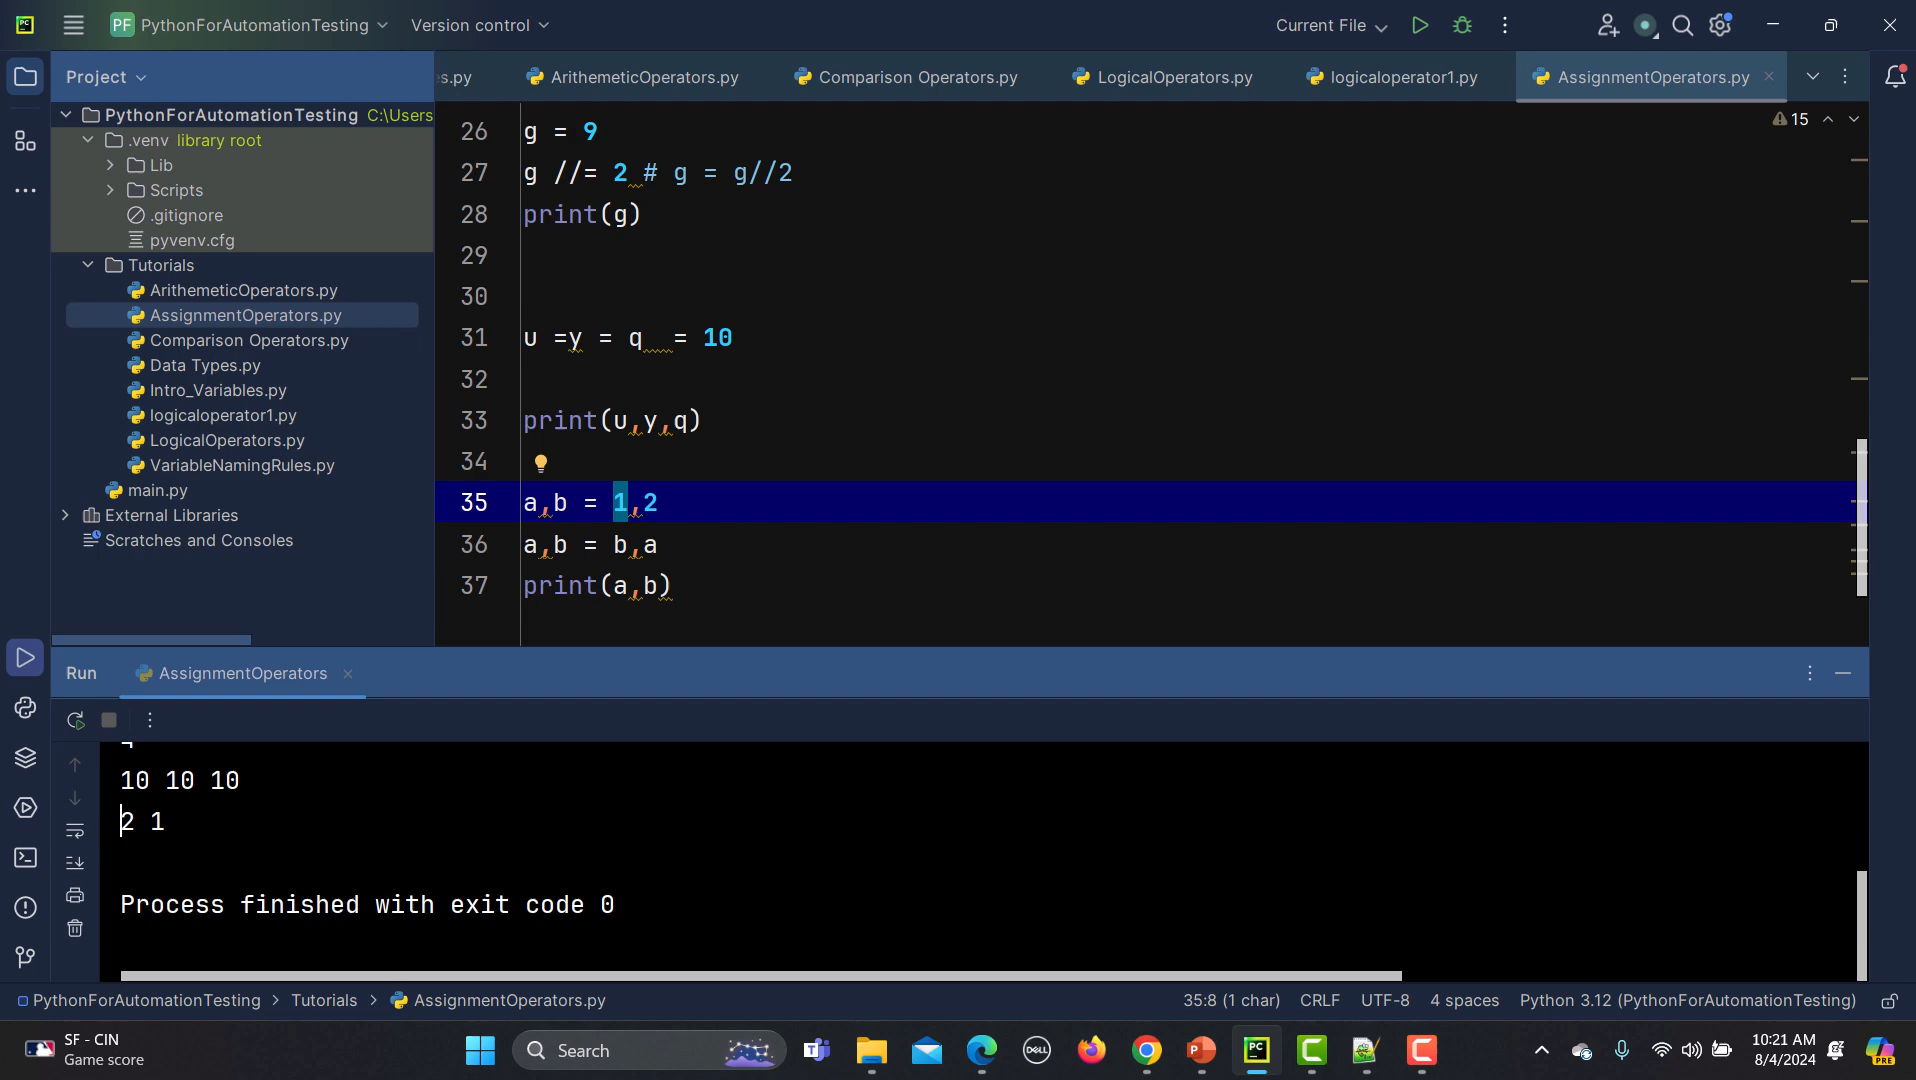 PC
PF PythonForAutomationTesting
Version control
Current File
Project
s.py
ArithemeticOperators.py
Comparison Operators.py
LogicalOperators.py
logicaloperator1.py
AssignmentOperators.py
PythonForAutomationTesting C:\Users
.venv library root
Lib
Scripts
.gitignore
pyvenv.cfg
Tutorials
ArithemeticOperators.py
AssignmentOperators.py
Comparison Operators.py
Data Types.py
Intro_Variables.py
logicaloperator1.py
LogicalOperators.py
VariableNamingRules.py
main.py
External Libraries
Scratches and Consoles
15
26 g = 9
27 g //= 2 # g = g//2
28 print(g)
29
30
31 u =y = q  = 10
32
33 print(u,y,q)
34
35 a,b = 1,2
36 a,b = b,a
37 print(a,b)
Run
AssignmentOperators
10 10 10
2 1
Process finished with exit code 0
PythonForAutomationTesting > Tutorials > AssignmentOperators.py
35:8 (1 char)
CRLF
UTF-8
4 spaces
Python 3.12 (PythonForAutomationTesting)
SF - CIN
Game score
Search
DELL
10:21 AM
8/4/2024
PRE